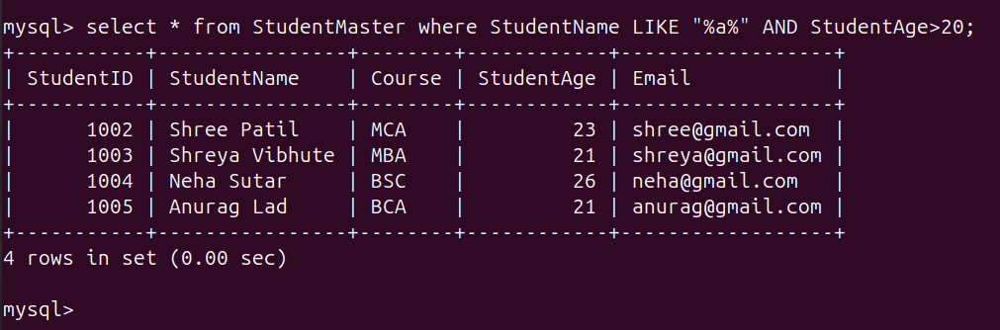 mysql> select * from StudentMaster where StudentName LIKE "%a%" AND StudentAge>20;
+-----------+----------------+--------+------------+------------------+
| StudentID | StudentName    | Course | StudentAge | Email            |
+-----------+----------------+--------+------------+------------------+
|      1002 | Shree Patil    | MCA    |         23 | shree@gmail.com  |
|      1003 | Shreya Vibhute | MBA    |         21 | shreya@gmail.com |
|      1004 | Neha Sutar     | BSC    |         26 | neha@gmail.com   |
|      1005 | Anurag Lad     | BCA    |         21 | anurag@gmail.com |
+-----------+----------------+--------+------------+------------------+
4 rows in set (0.00 sec)
mysql>